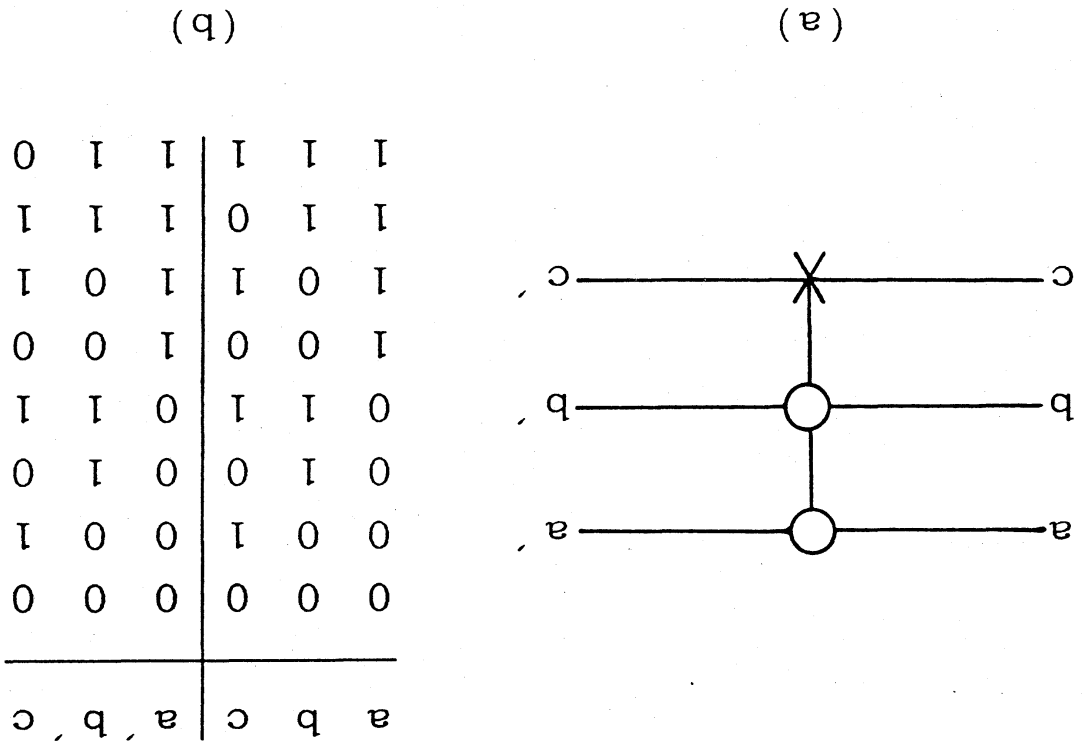 a a′
b b′
c c′
(a)
a b c a′ b′ c
0 0 0 0 0 0
0 0 1 0 0 1
0 1 0 0 1 0
0 1 1 0 1 1
1 0 0 1 0 0
1 0 1 1 0 1
1 1 0 1 1 1
1 1 1 1 1 0
(b)